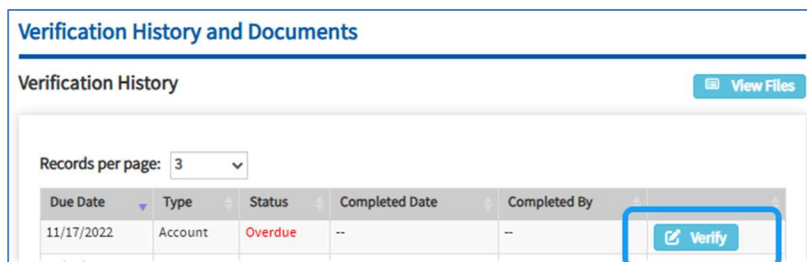 Verification History and Documents
Verification History
View Files
Records per page: 3
Due Date Type Status Completed Date Completed By
11/17/2022 Account Overdue -- -- Verify